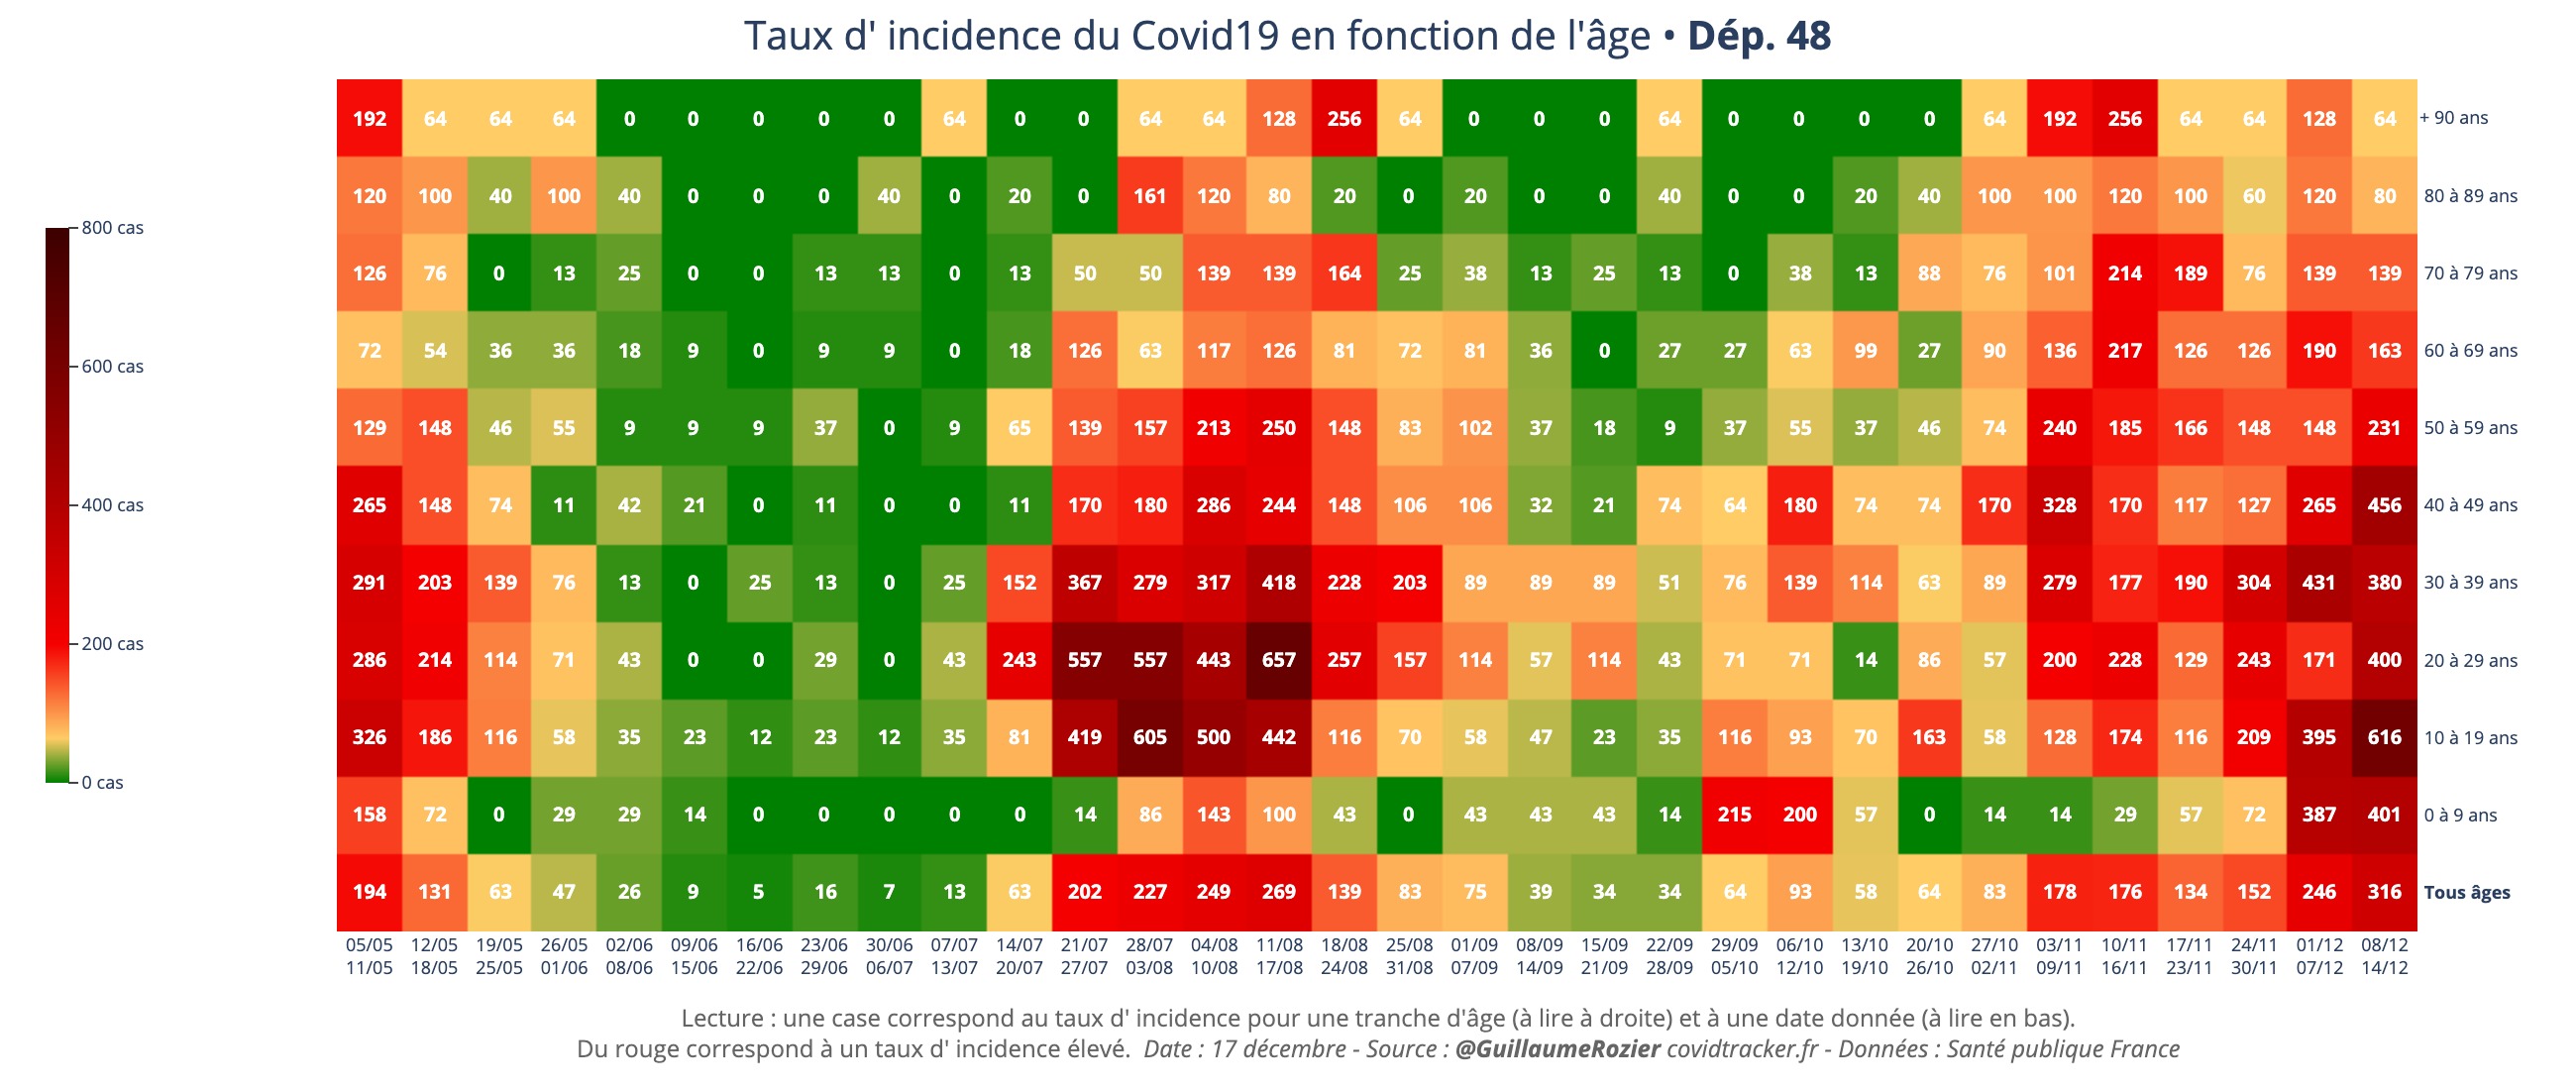 Taux d' incidence du Covid19 en fonction de l'âge • Dép. 48
192 64 64 64 0 0 0 0 0 64 0 0 64 64 128 256 64 0 0 0 64 0 0 0 0 64 192 256 64 64 128 64 + 90 ans
120 100 40 100 40 0 0 0 40 0 20 0 161 120 80 20 0 20 0 0 40 0 0 20 40 100 100 120 100 60 120 80 80 à 89 ans
800 cas
126 76 0 13 25 0 0 13 13 0 13 50 50 139 139 164 25 38 13 25 13 0 38 13 88 76 101 214 189 76 139 139 70 à 79 ans
72 54 36 36 18 9 0 9 9 0 18 126 63 117 126 81 72 81 36 0 27 27 63 99 27 90 136 217 126 126 190 163 60 à 69 ans
600 cas
129 148 46 55 9 9 9 37 0 9 65 139 157 213 250 148 83 102 37 18 9 37 55 37 46 74 240 185 166 148 148 231 50 à 59 ans
400 cas
265 148 74 11 42 21 0 11 0 0 11 170 180 286 244 148 106 106 32 21 74 64 180 74 74 170 328 170 117 127 265 456 40 à 49 ans
291 203 139 76 13 0 25 13 0 25 152 367 279 317 418 228 203 89 89 89 51 76 139 114 63 89 279 177 190 304 431 380 30 à 39 ans
200 cas
286 214 114 71 43 0 0 29 0 43 243 557 557 443 657 257 157 114 57 114 43 71 71 14 86 57 200 228 129 243 171 400 20 à 29 ans
326 186 116 58 35 23 12 23 12 35 81 419 605 500 442 116 70 58 47 23 35 116 93 70 163 58 128 174 116 209 395 616 10 à 19 ans
0 cas
158 72 0 29 29 14 0 0 0 0 0 14 86 143 100 43 0 43 43 43 14 215 200 57 0 14 14 29 57 72 387 401 0 à 9 ans
194 131 63 47 26 9 5 16 7 13 63 202 227 249 269 139 83 75 39 34 34 64 93 58 64 83 178 176 134 152 246 316 Tous âges
05/05 12/05 19/05 26/05 02/06 09/06 16/06 23/06 30/06 07/07 14/07 21/07 28/07 04/08 11/08 18/08 25/08 01/09 08/09 15/09 22/09 29/09 06/10 13/10 20/10 27/10 03/11 10/11 17/11 24/11 01/12 08/12
11/05 18/05 25/05 01/06 08/06 15/06 22/06 29/06 06/07 13/07 20/07 27/07 03/08 10/08 17/08 24/08 31/08 07/09 14/09 21/09 28/09 05/10 12/10 19/10 26/10 02/11 09/11 16/11 23/11 30/11 07/12 14/12
Lecture : une case correspond au taux d' incidence pour une tranche d'âge (à lire à droite) et à une date donnée (à lire en bas).
Du rouge correspond à un taux d' incidence élevé. Date : 17 décembre - Source : @GuillaumeRozier covidtracker.fr - Données : Santé publique France